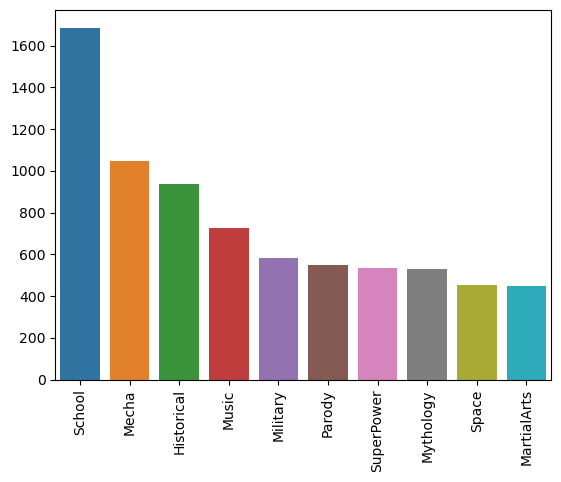 1600
1400
1200
1000
800
600
400
200
0
School
Mecha
Historical
Music
Military
Parody
SuperPower
Mythology
Space
MartialArts